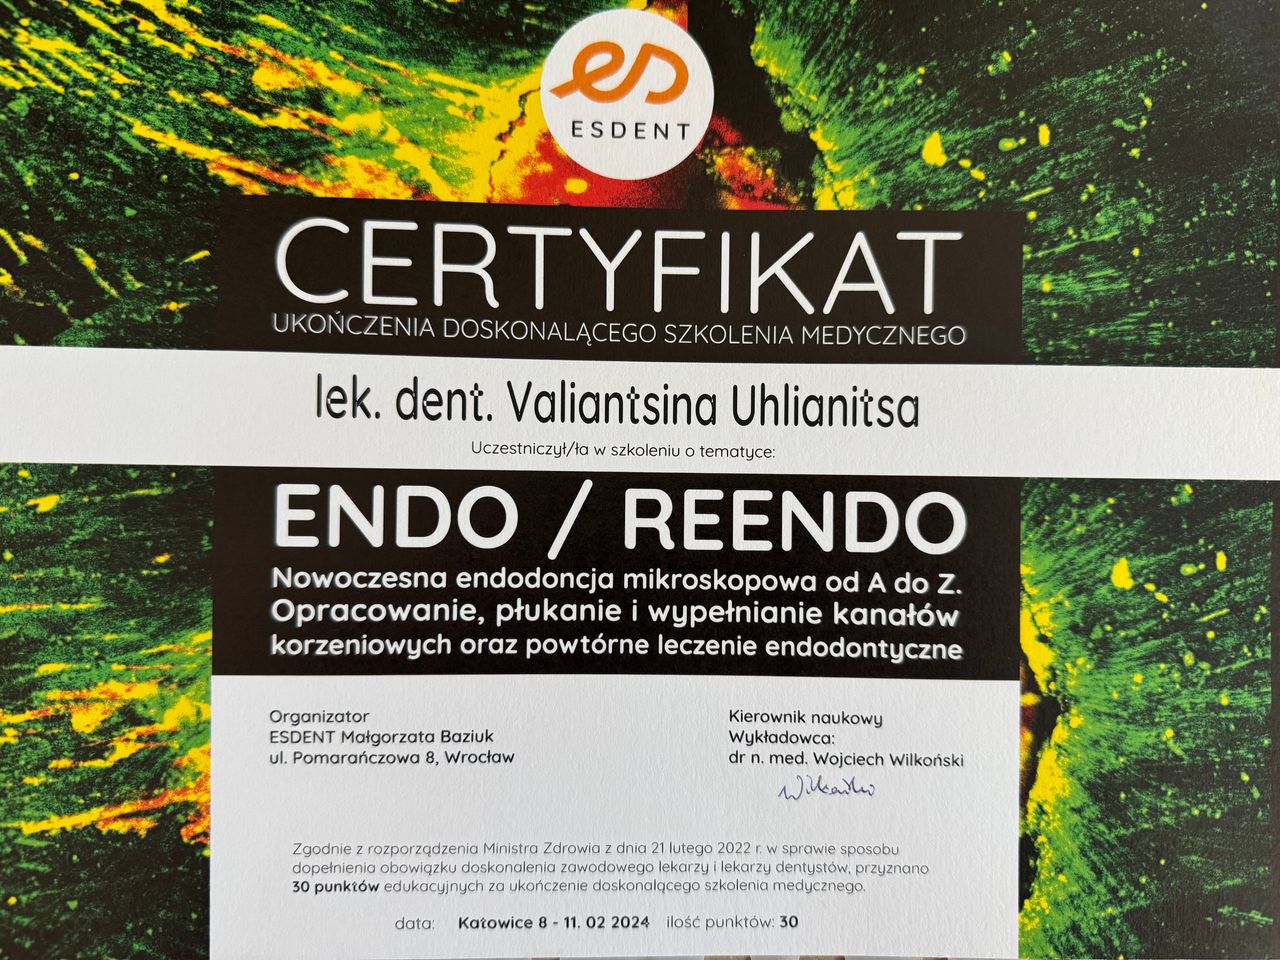 es
ESDENT
CERTYFIKAT
UKOŃCZENIA DOSKONALĄCEGO SZKOLENIA MEDYCZNEGO
lek. dent. Valiantsina Uhlianitsa
Uczestniczył/ła w szkoleniu o tematyce:
ENDO / REENDO
Nowoczesna endodoncja mikroskopowa od A do Z.
Opracowanie, płukanie i wypełnianie kanałów
korzeniowych oraz powtórne leczenie endodontyczne
Organizator
ESDENT Małgorzata Baziuk
ul. Pomarańczowa 8, Wrocław
Kierownik naukowy
Wykładowca:
dr n. med. Wojciech Wilkoński
Zgodnie z rozporządzenia Ministra Zdrowia z dnia 21 lutego 2022 r. w sprawie sposobu
dopełnienia obowiązku doskonalenia zawodowego lekarzy i lekarzy dentystów, przyznano
30 punktów edukacyjnych za ukończenie doskonalącego szkolenia medycznego.
data: Katowice 8 - 11. 02 2024 ilość punktów: 30